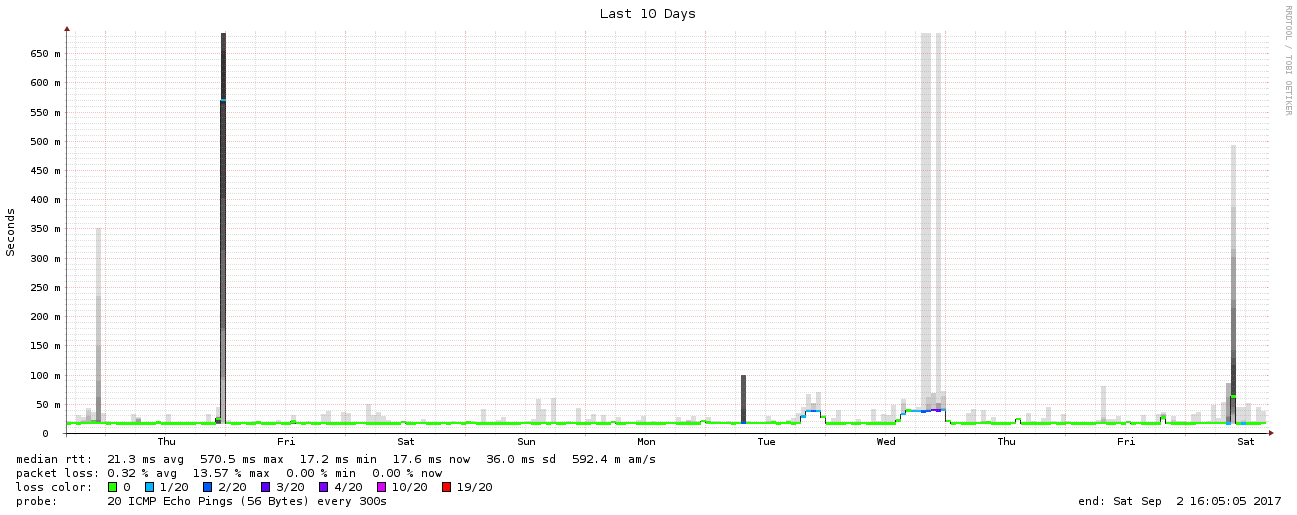 Last 10 Days
RRDTOOL / TOBI OETIKER
Seconds
650 m
600 m
550 m
500 m
450 m
400 m
350 m
300 m
250 m
200 m
150 m
100 m
50 m
0
Thu Fri Sat Sun Mon Tue Wed Thu Fri Sat
median rtt: 21.3 ms avg 570.5 ms max 17.2 ms min 17.6 ms now 36.0 ms sd 592.4 m am/s
packet loss: 0.32 % avg 13.57 % max 0.00 % min 0.00 % now
loss color: 0 1/20 2/20 3/20 4/20 10/20 19/20
probe: 20 ICMP Echo Pings (56 Bytes) every 300s end: Sat Sep 2 16:05:05 2017